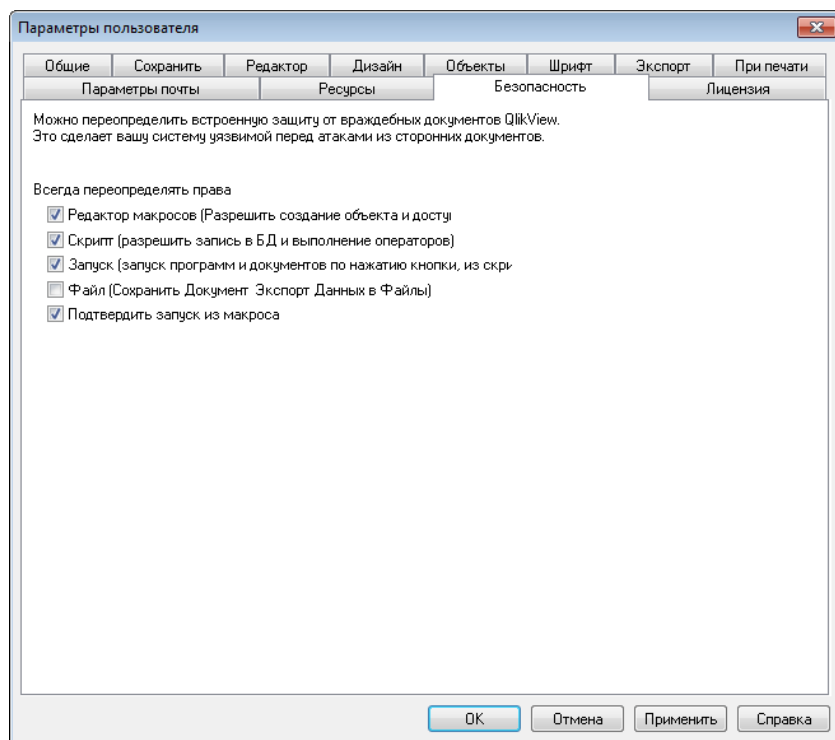 Параметры пользователя
Общие Сохранить Редактор Дизайн Объекты Шрифт Экспорт При печати
Параметры почты Ресурсы Безопасность Лицензия
Можно переопределить встроенную защиту от враждебных документов QlikView.
Это сделает вашу систему уязвимой перед атаками из сторонних документов.
Всегда переопределять права
Редактор макросов (Разрешить создание объекта и досту
Скрипт (разрешить запись в БД и выполнение операторов)
Запуск (запуск программ и документов по нажатию кнопки, из скри
Файл (Сохранить Документ Экспорт Данных в Файлы)
Подтвердить запуск из макроса
OK Отмена Применить Справка